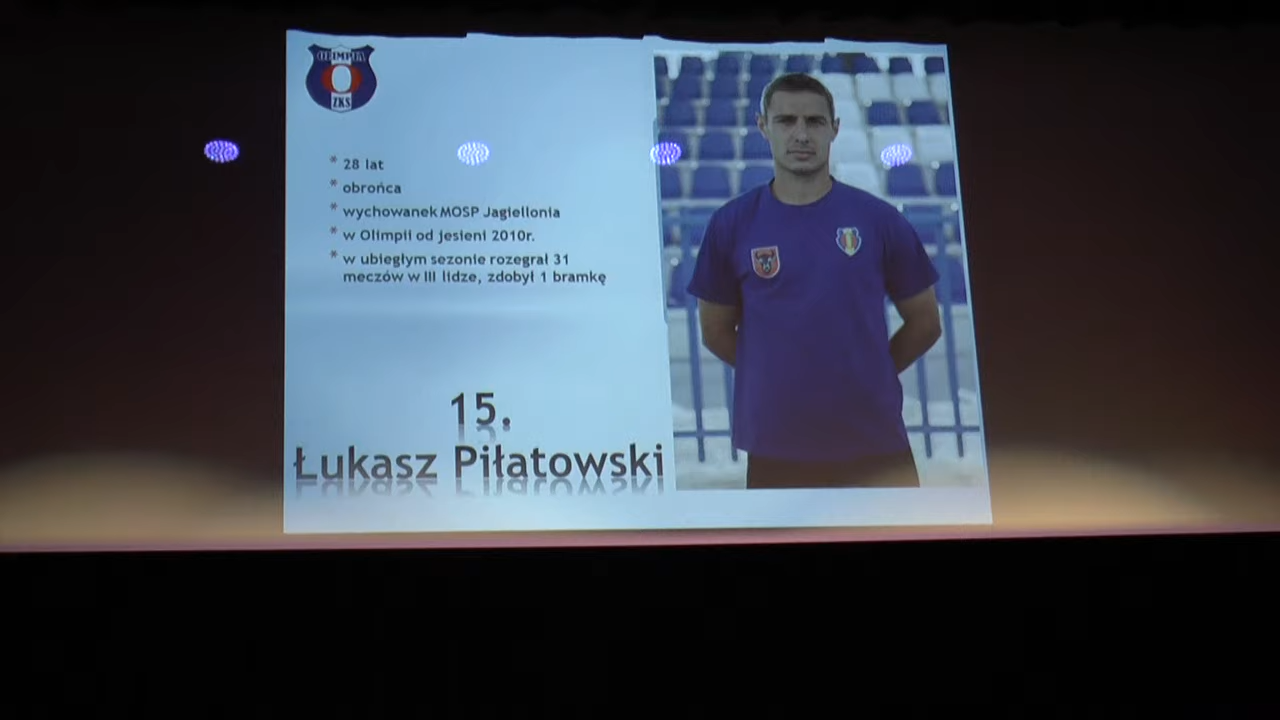 OLIMPIA
ZKS
* 28 lat
* obrońca
* wychowanek MOSP Jagiellonia
* w Olimpii od jesieni 2010r.
* w ubiegłym sezonie rozegrał 31
meczów w III lidze, zdobył 1 bramkę
15.
Łukasz Piłatowski